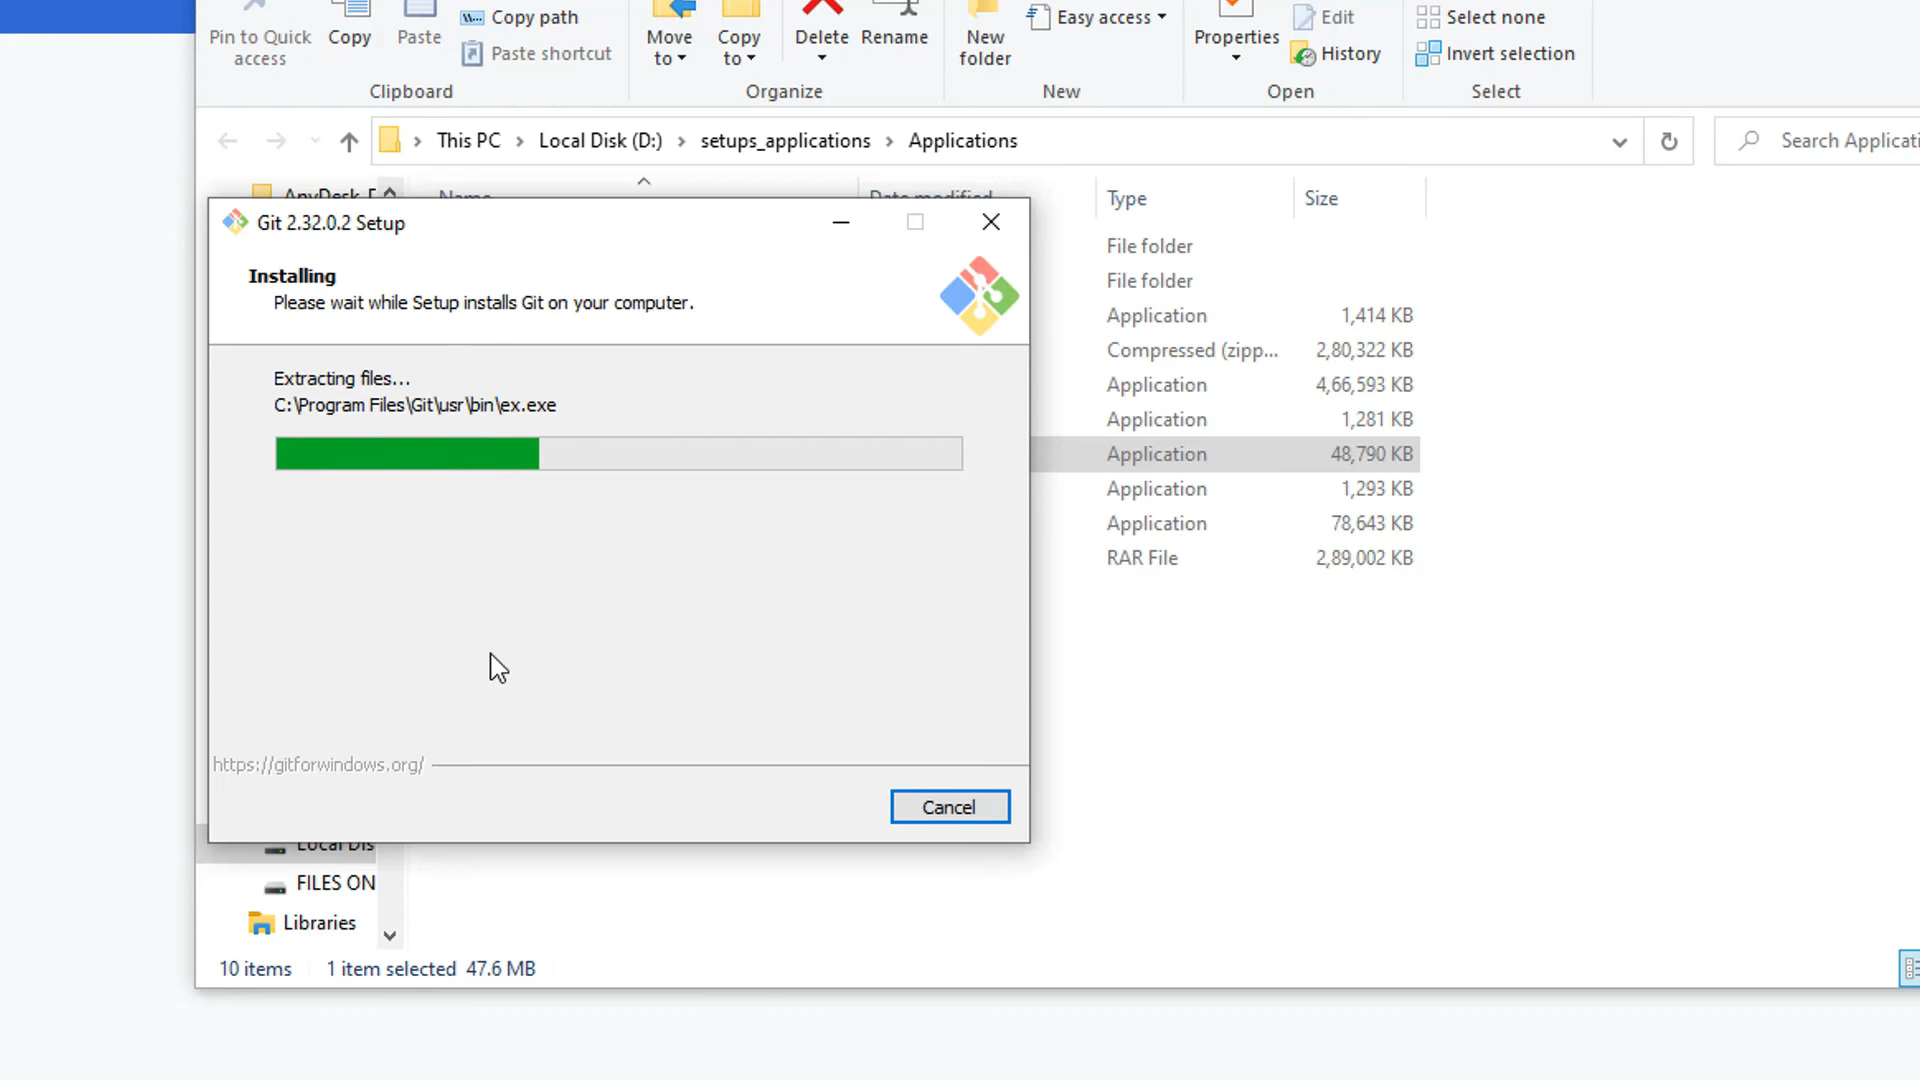 Pin to Quick access
Copy
Paste
Copy path
Paste shortcut
Clipboard
Move to
Copy to
Delete
Rename
Organize
New folder
Easy access
New
Properties
Edit
History
Open
Select none
Invert selection
Select
This PC
Local Disk (D:)
setups_applications
Applications
Search Applicati
AnyDesk
Name
Date modified
Type
Size
File folder
File folder
Application 1,414 KB
Compressed (zipp... 2,80,322 KB
Application 4,66,593 KB
Application 1,281 KB
Application 48,790 KB
Application 1,293 KB
Application 78,643 KB
RAR File 2,89,002 KB
Git 2.32.0.2 Setup
Installing
Please wait while Setup installs Git on your computer.
Extracting files...
C:\Program Files\Git\usr\bin\ex.exe
https://gitforwindows.org/
Cancel
Local Dis
FILES ON
Libraries
10 items 1 item selected 47.6 MB